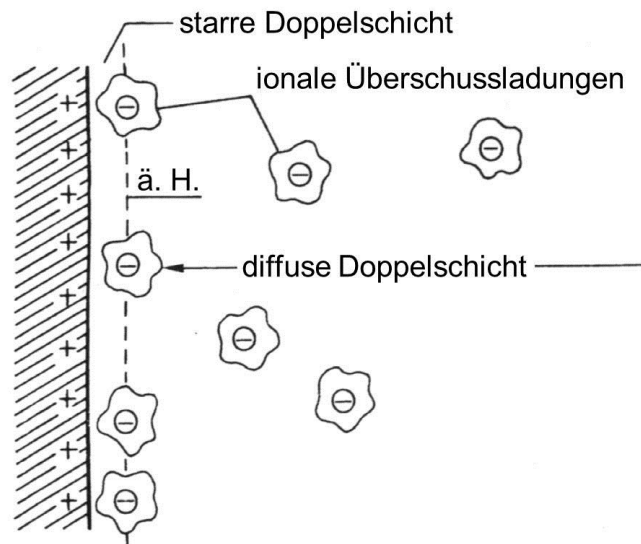 starre Doppelschicht
ionale Überschussladungen
ä. H.
diffuse Doppelschicht